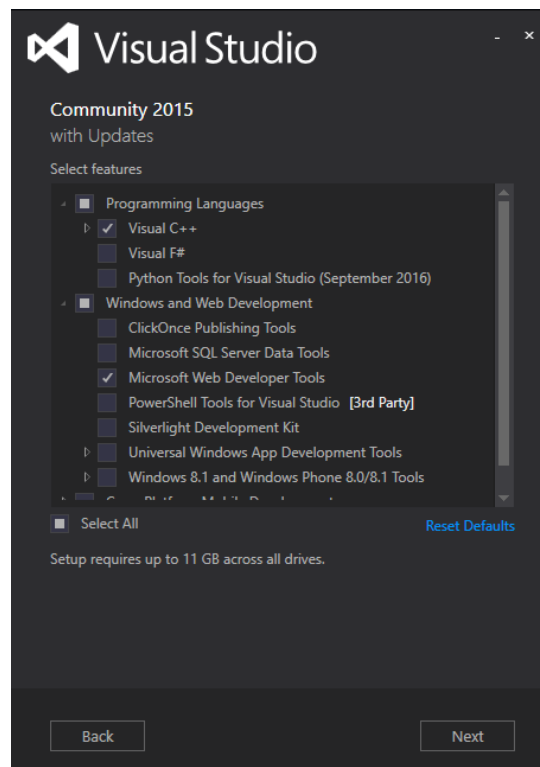 Visual Studio
Community 2015
with Updates
Select features
Programming Languages
Visual C++
Visual F#
Python Tools for Visual Studio (September 2016)
Windows and Web Development
ClickOnce Publishing Tools
Microsoft SQL Server Data Tools
Microsoft Web Developer Tools
PowerShell Tools for Visual Studio [3rd Party]
Silverlight Development Kit
Universal Windows App Development Tools
Windows 8.1 and Windows Phone 8.0/8.1 Tools
Select All Reset Defaults
Setup requires up to 11 GB across all drives.
Back Next